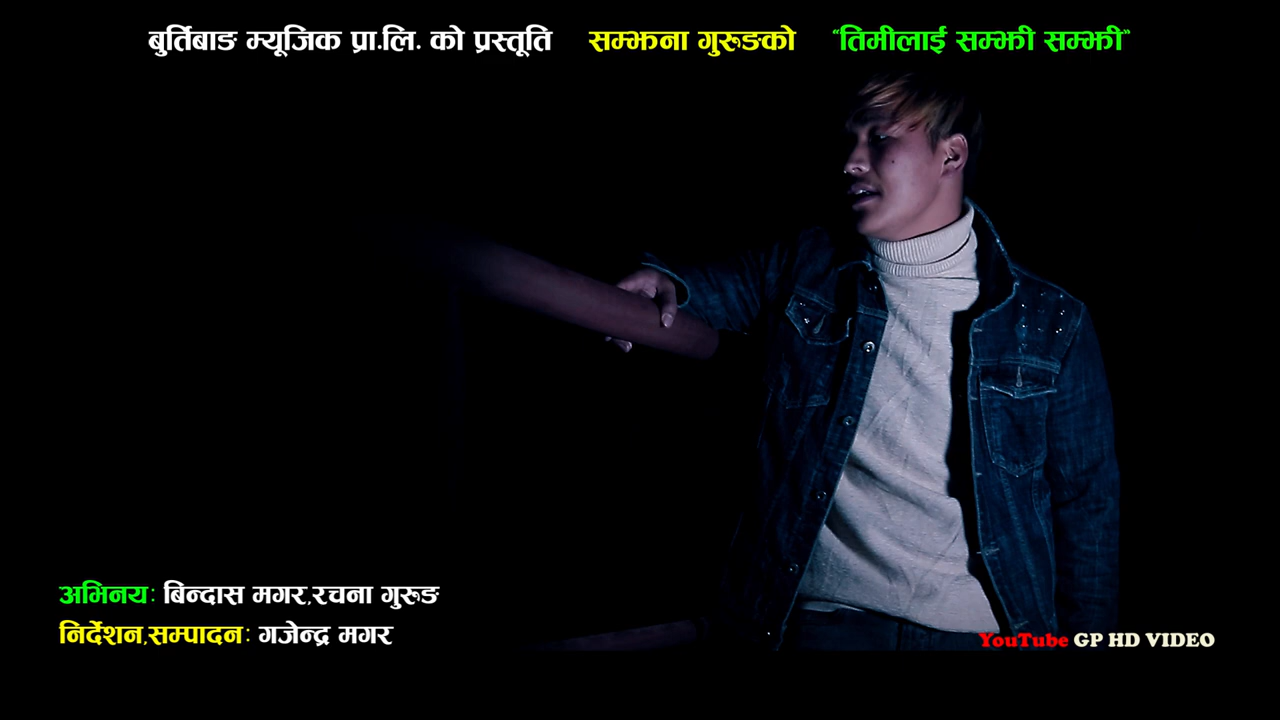 बुर्तिबाङ म्यूजिक प्रा.लि. को प्रस्तूति सम्झना गुरुङको “तिमीलाई सम्झी सम्झी”
अभिनय: बिन्दास मगर,रचना गुरुङ
निर्देशन,सम्पादन: गजेन्द्र मगर
YouTube GP HD VIDEO